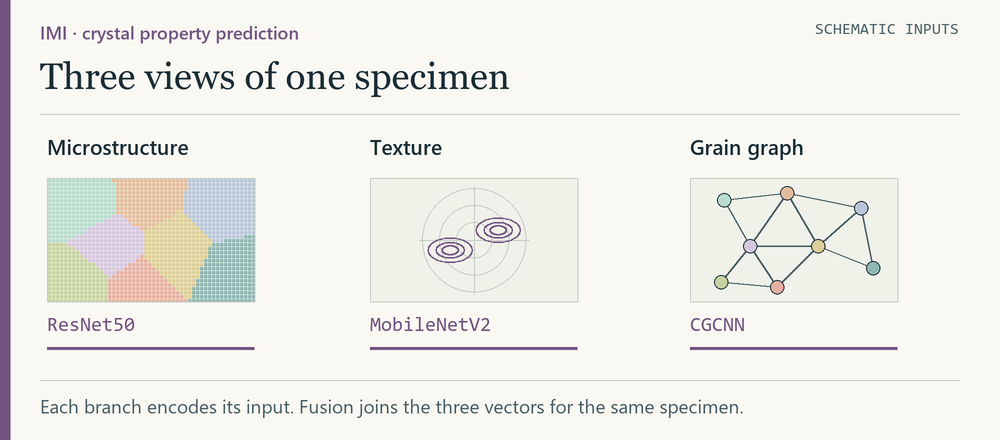 IMI · crystal property prediction
SCHEMATIC INPUTS
Three views of one specimen
Microstructure
Texture
Grain graph
ResNet50
MobileNetV2
CGCNN
Each branch encodes its input. Fusion joins the three vectors for the same specimen.